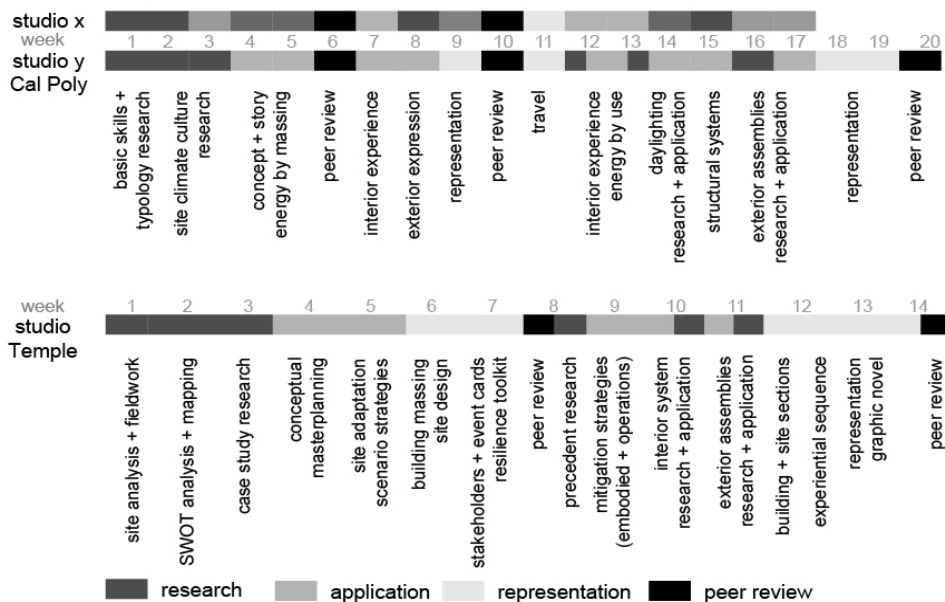 studio x
week 1 2 3 4 5 6 7 8 9 10 11 12 13 14 15 16 17 18 19 20
studio y
Cal Poly
basic skills +
typology research
site climate culture
research
concept + story
energy by massing
peer review
interior experience
exterior expression
representation
peer review
travel
interior experience
energy by use
daylighting
research + application
structural systems
exterior assemblies
research + application
representation
peer review
week 1 2 3 4 5 6 7 8 9 10 11 12 13 14
studio
Temple
site analysis + fieldwork
SWOT analysis + mapping
case study research
conceptual
masterplanning
site adaptation
scenario strategies
building massing
site design
stakeholders + event cards
resilience toolkit
peer review
precedent research
mitigation strategies
(embodied + operations)
interior system
research + application
exterior assemblies
research + application
building + site sections
experiential sequence
representation
graphic novel
peer review
research application representation peer review